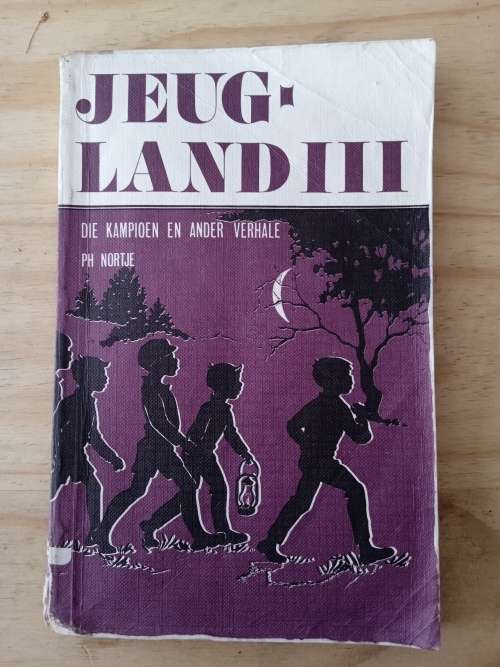 JEUG-
LAND III
DIE KAMPIOEN EN ANDER VERHALE
PH NORTJE